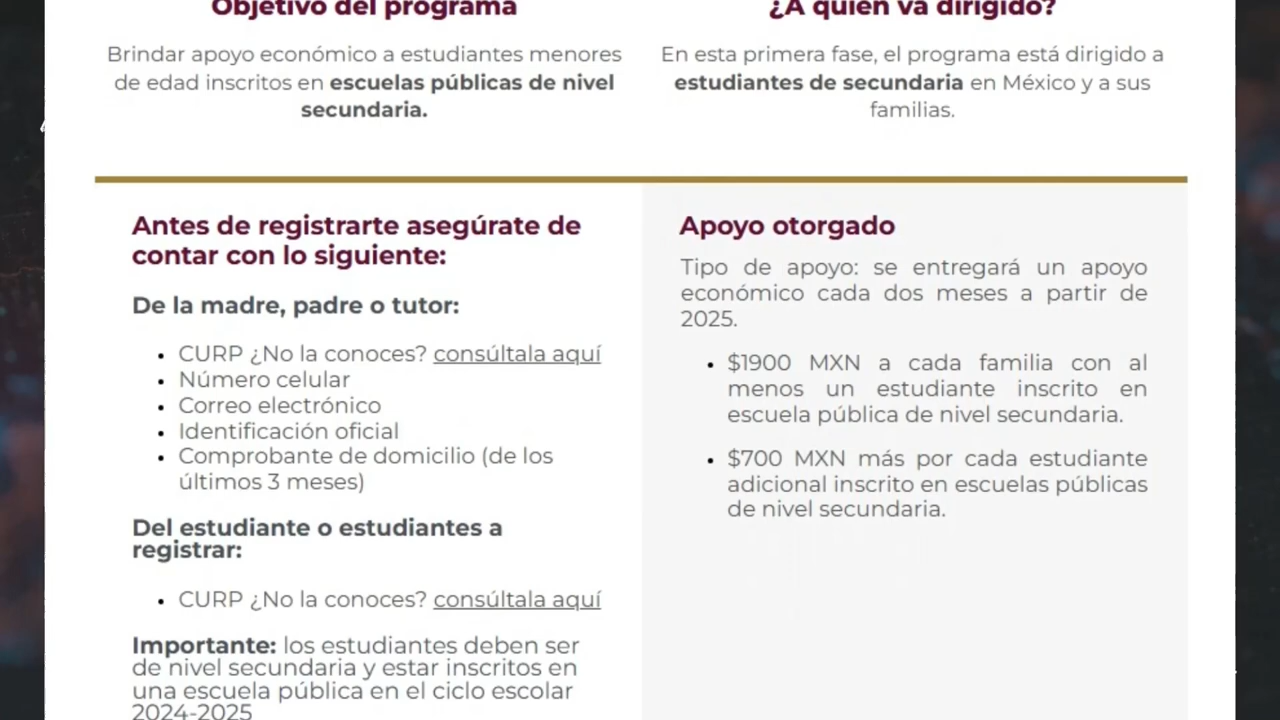 Objetivo del programa
Brindar apoyo económico a estudiantes menores
de edad inscritos en escuelas públicas de nivel
secundaria.
¿A quién va dirigido?
En esta primera fase, el programa está dirigido a
estudiantes de secundaria en México y a sus
familias.
Antes de registrarte asegúrate de
contar con lo siguiente:
De la madre, padre o tutor:
• CURP ¿No la conoces? consúltala aquí
• Número celular
• Correo electrónico
• Identificación oficial
• Comprobante de domicilio (de los
últimos 3 meses)
Del estudiante o estudiantes a
registrar:
• CURP ¿No la conoces? consúltala aquí
Importante: los estudiantes deben ser
de nivel secundaria y estar inscritos en
una escuela pública en el ciclo escolar
2024-2025
Apoyo otorgado
Tipo de apoyo: se entregará un apoyo
económico cada dos meses a partir de
2025.
• $1900 MXN a cada familia con al
menos un estudiante inscrito en
escuela pública de nivel secundaria.
• $700 MXN más por cada estudiante
adicional inscrito en escuelas públicas
de nivel secundaria.